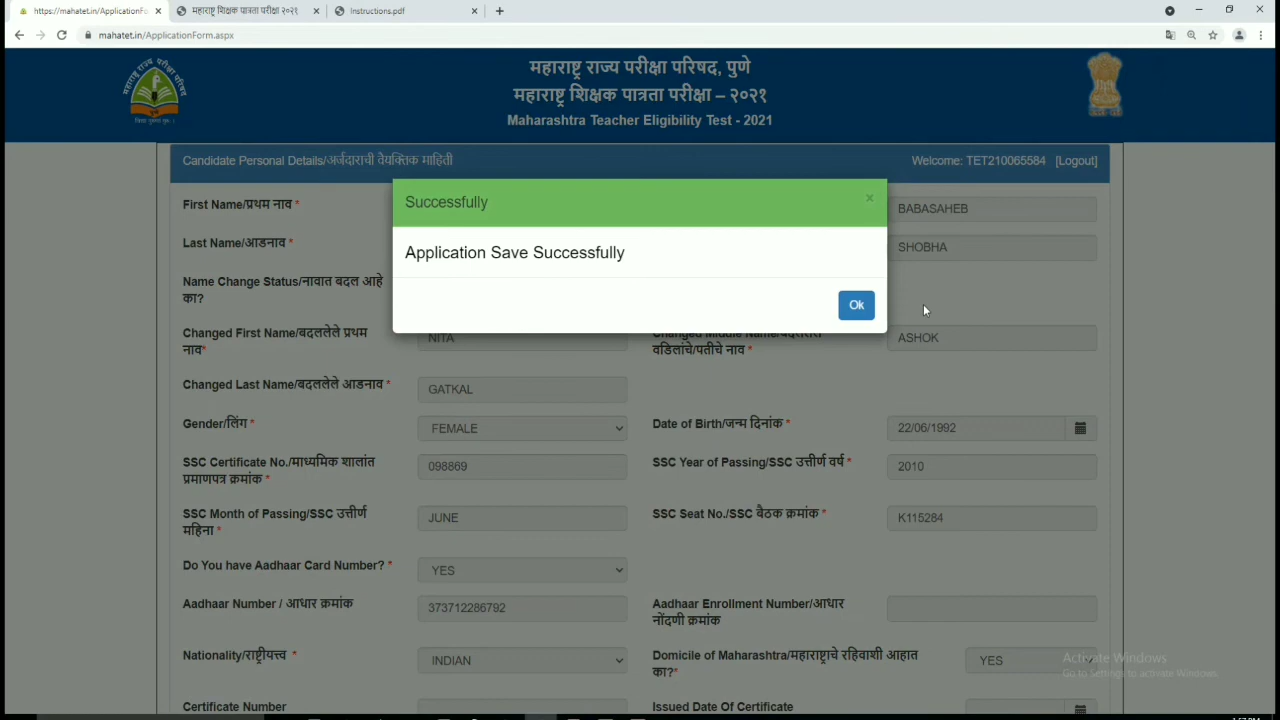 https://mahatet.in/ApplicationFo
महाराष्ट्र शिक्षक पात्रता परीक्षा २०२१
Instructions.pdf
mahatet.in/ApplicationForm.aspx
महाराष्ट्र राज्य परीक्षा परिषद, पुणे
महाराष्ट्र शिक्षक पात्रता परीक्षा – २०२१
Maharashtra Teacher Eligibility Test - 2021
Candidate Personal Details/अर्जदाराची वैयक्तिक माहिती
Welcome: TET210065584 [Logout]
Successfully
×
Application Save Successfully
Ok
First Name/प्रथम नाव *
BABASAHEB
Last Name/आडनाव *
SHOBHA
Name Change Status/नावात बदल आहे
का?
Changed First Name/बदललेले प्रथम
नाव*
NITA
वडिलांचे/पतीचे नाव *
ASHOK
Changed Last Name/बदललेले आडनाव *
GATKAL
Gender/लिंग *
FEMALE
Date of Birth/जन्म दिनांक *
22/06/1992
SSC Certificate No./माध्यमिक शालांत
प्रमाणपत्र क्रमांक *
098869
SSC Year of Passing/SSC उत्तीर्ण वर्ष *
2010
SSC Month of Passing/SSC उत्तीर्ण
महिना *
JUNE
SSC Seat No./SSC बैठक क्रमांक *
K115284
Do You have Aadhaar Card Number? *
YES
Aadhaar Number / आधार क्रमांक
373712286792
Aadhaar Enrollment Number/आधार
नोंदणी क्रमांक
Nationality/राष्ट्रीयत्त्व *
INDIAN
Domicile of Maharashtra/महाराष्ट्राचे रहिवाशी आहात
का?*
YES
Activate Windows
Go to Settings to activate Windows.
Certificate Number
Issued Date Of Certificate